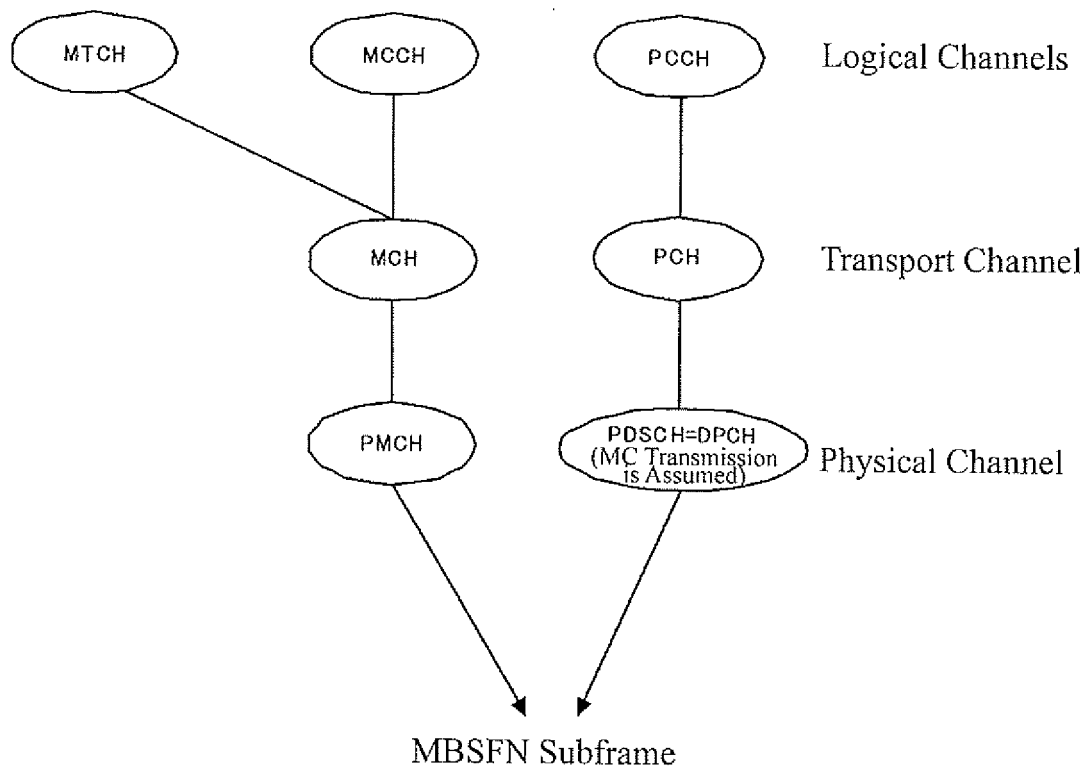 MTCH
MCCH
PCCH
Logical Channels
MCH
PCH
Transport Channel
PMCH
PDSCH=DPCH
(MC Transmission
is Assumed)
Physical Channel
MBSFN Subframe